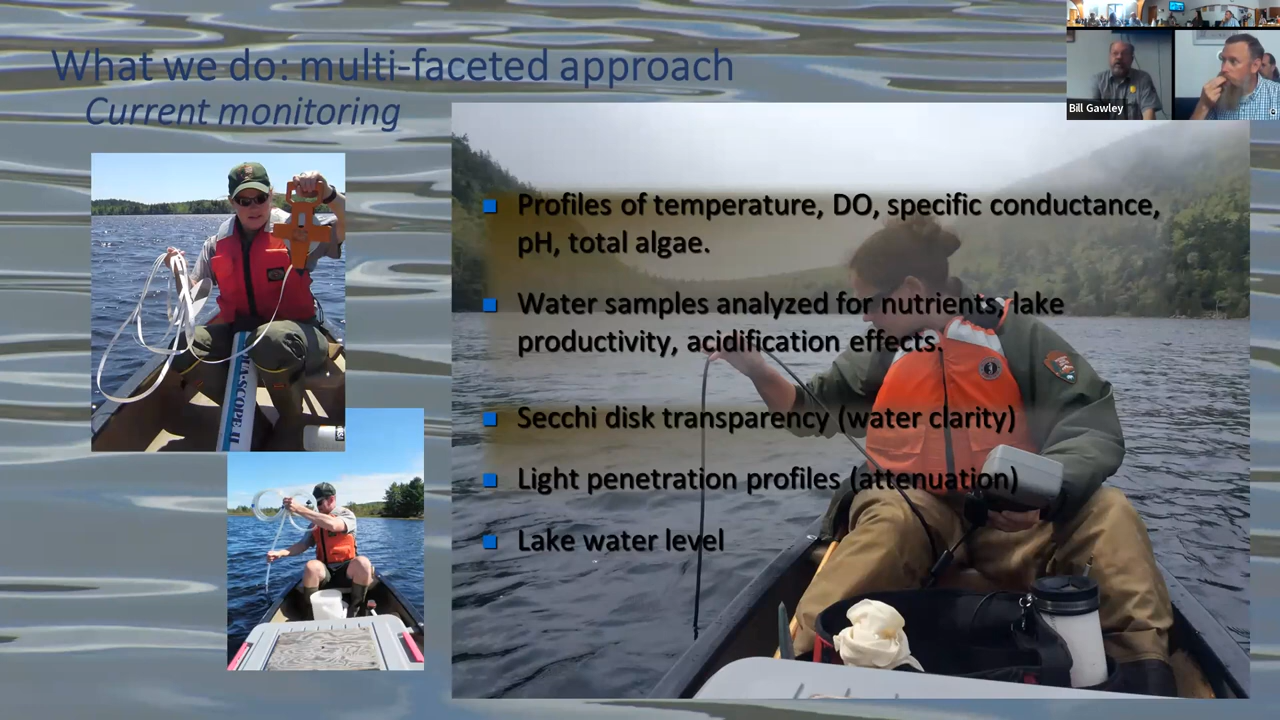 What we do: multi-faceted approach
Current monitoring
Profiles of temperature, DO, specific conductance,
pH, total algae.
Water samples analyzed for nutrients, lake
productivity, acidification effects.
Secchi disk transparency (water clarity)
Light penetration profiles (attenuation)
Lake water level
Bill Gawley